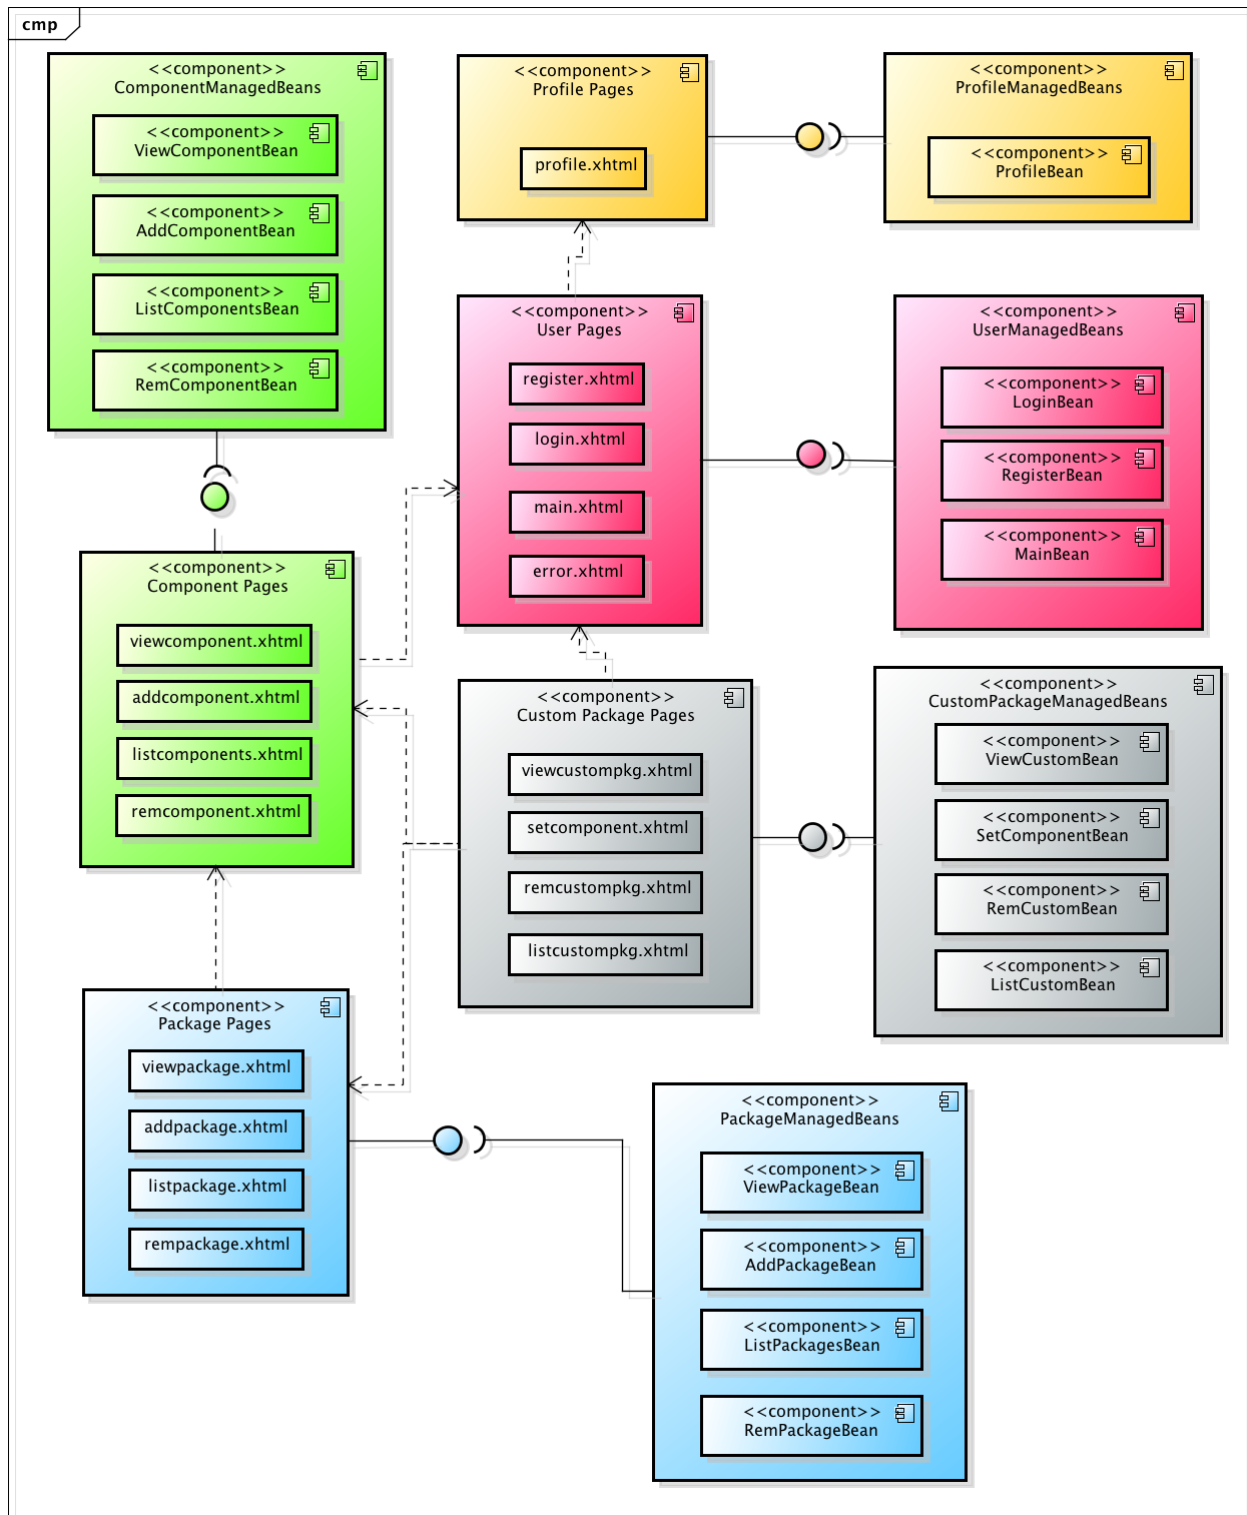 cmp
<<component>>
ComponentManagedBeans
<<component>>
ViewComponentBean
<<component>>
AddComponentBean
<<component>>
ListComponentsBean
<<component>>
RemComponentBean
<<component>>
Profile Pages
profile.xhtml
<<component>>
ProfileManagedBeans
<<component>>
ProfileBean
<<component>>
User Pages
register.xhtml
login.xhtml
main.xhtml
error.xhtml
<<component>>
UserManagedBeans
<<component>>
LoginBean
<<component>>
RegisterBean
<<component>>
MainBean
<<component>>
Component Pages
viewcomponent.xhtml
addcomponent.xhtml
listcomponents.xhtml
remcomponent.xhtml
<<component>>
Custom Package Pages
viewcustompkg.xhtml
setcomponent.xhtml
remcustompkg.xhtml
listcustompkg.xhtml
<<component>>
CustomPackageManagedBeans
<<component>>
ViewCustomBean
<<component>>
SetComponentBean
<<component>>
RemCustomBean
<<component>>
ListCustomBean
<<component>>
Package Pages
viewpackage.xhtml
addpackage.xhtml
listpackage.xhtml
rempackage.xhtml
<<component>>
PackageManagedBeans
<<component>>
ViewPackageBean
<<component>>
AddPackageBean
<<component>>
ListPackagesBean
<<component>>
RemPackageBean